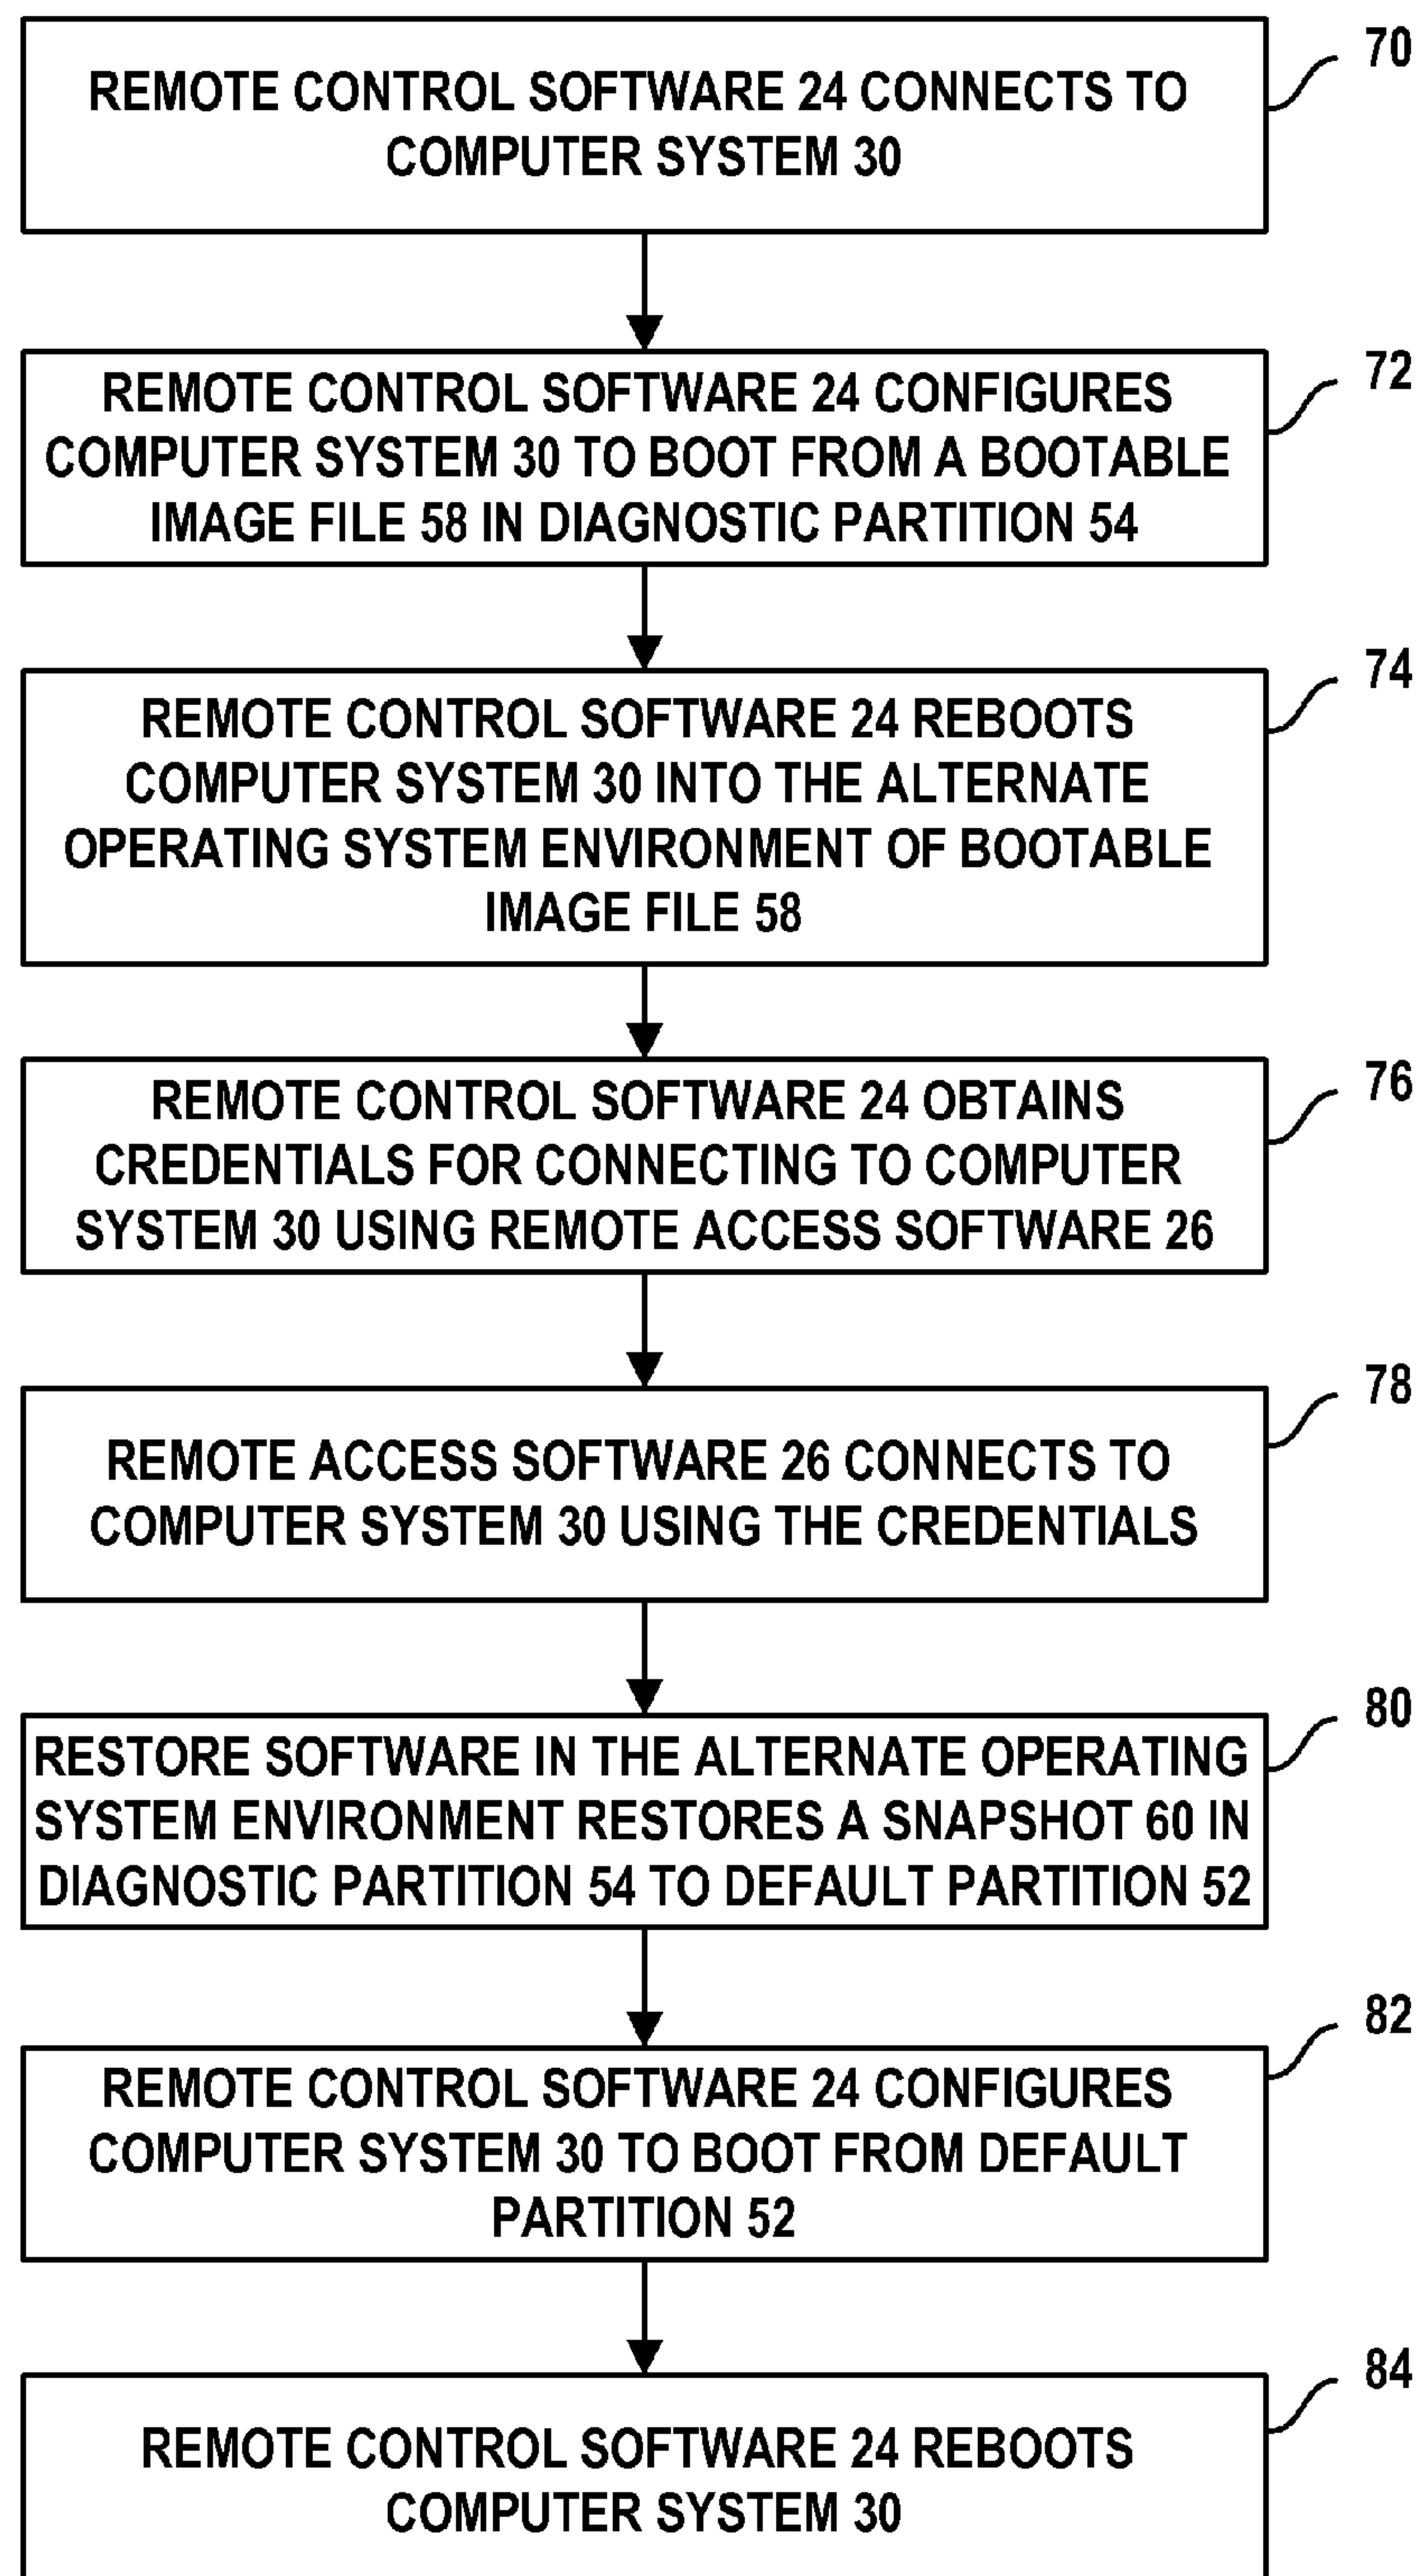 70
REMOTE CONTROL SOFTWARE 24 CONNECTS TO
COMPUTER SYSTEM 30
72
REMOTE CONTROL SOFTWARE 24 CONFIGURES
COMPUTER SYSTEM 30 TO BOOT FROM A BOOTABLE
IMAGE FILE 58 IN DIAGNOSTIC PARTITION 54
74
REMOTE CONTROL SOFTWARE 24 REBOOTS
COMPUTER SYSTEM 30 INTO THE ALTERNATE
OPERATING SYSTEM ENVIRONMENT OF BOOTABLE
IMAGE FILE 58
76
REMOTE CONTROL SOFTWARE 24 OBTAINS
CREDENTIALS FOR CONNECTING TO COMPUTER
SYSTEM 30 USING REMOTE ACCESS SOFTWARE 26
78
REMOTE ACCESS SOFTWARE 26 CONNECTS TO
COMPUTER SYSTEM 30 USING THE CREDENTIALS
80
RESTORE SOFTWARE IN THE ALTERNATE OPERATING
SYSTEM ENVIRONMENT RESTORES A SNAPSHOT 60 IN
DIAGNOSTIC PARTITION 54 TO DEFAULT PARTITION 52
82
REMOTE CONTROL SOFTWARE 24 CONFIGURES
COMPUTER SYSTEM 30 TO BOOT FROM DEFAULT
PARTITION 52
84
REMOTE CONTROL SOFTWARE 24 REBOOTS
COMPUTER SYSTEM 30